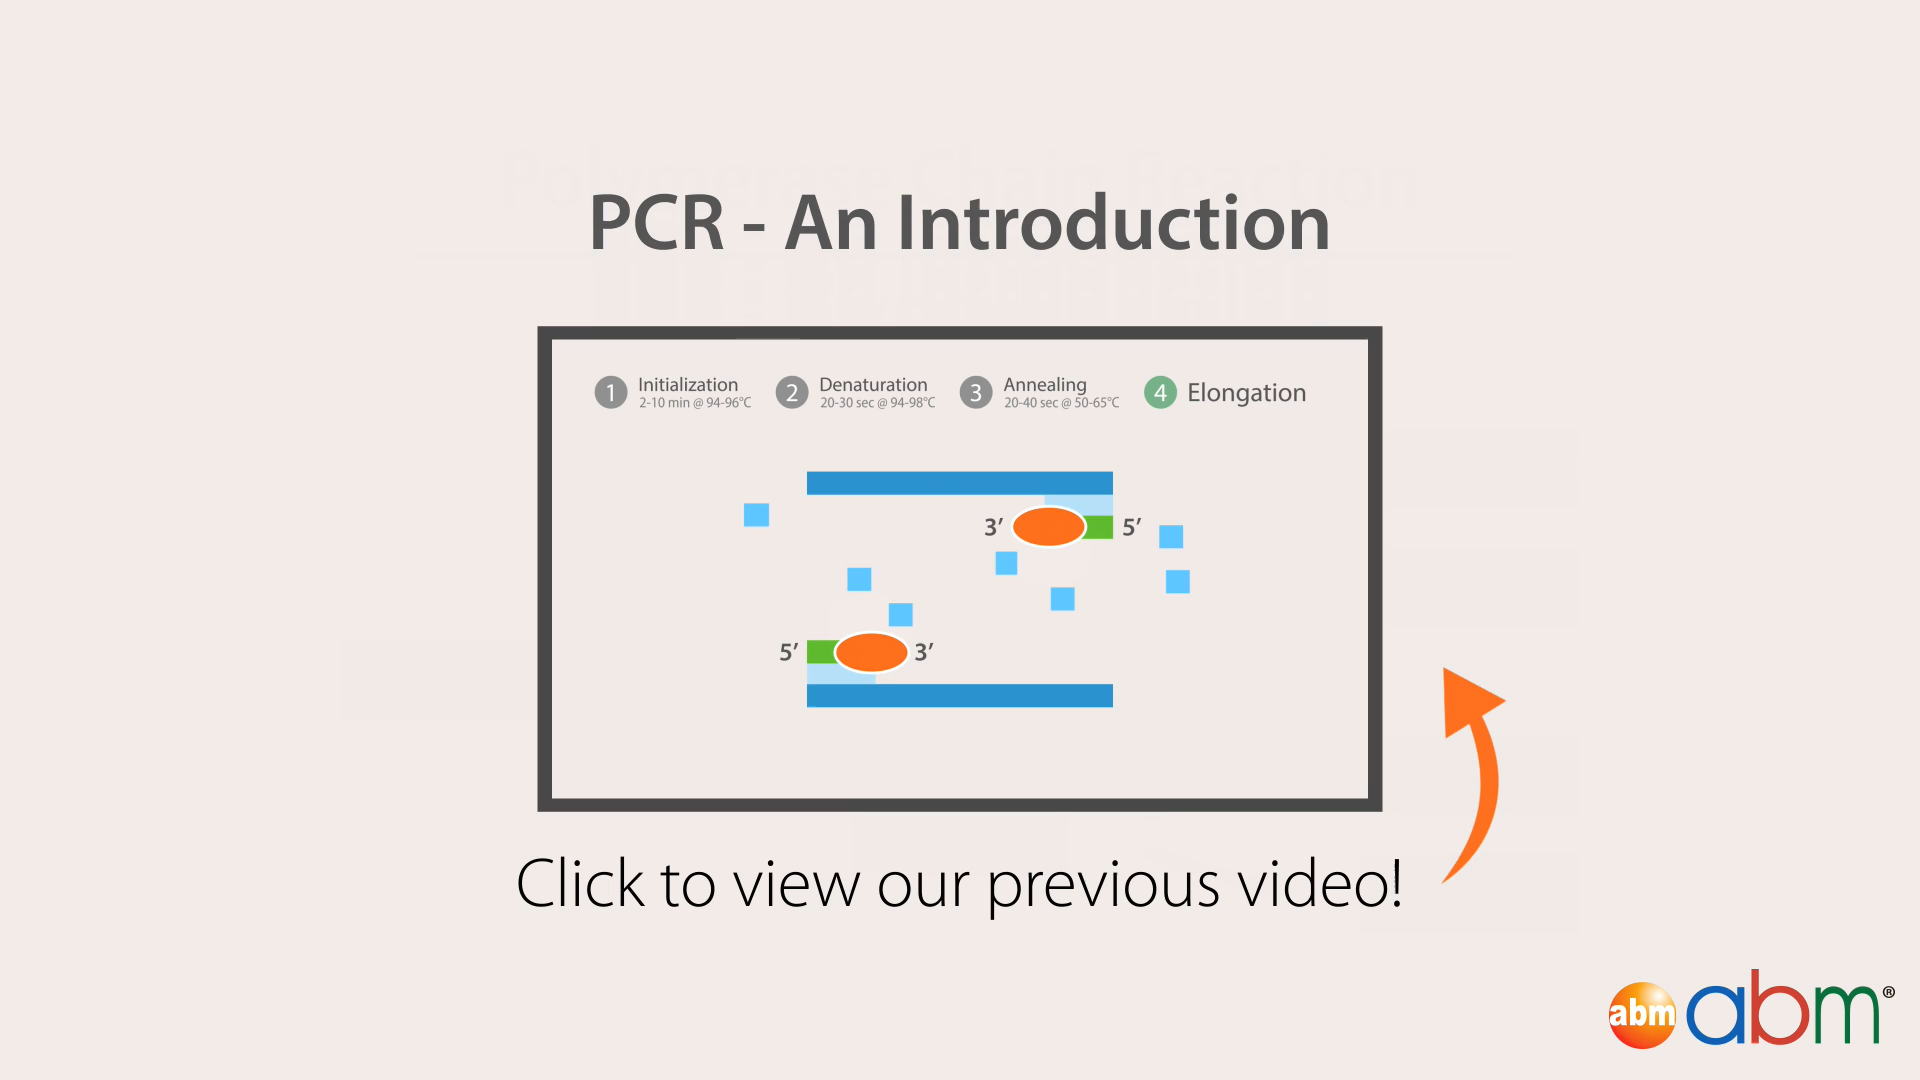 PCR - An Introduction
1 Initialization 2 Denaturation 3 Annealing 4 Elongation
2-10 min @ 94-96°C 20-30 sec @ 94-98°C 20-40 sec @ 50-65°C
3’ 5’
5’ 3’
Click to view our previous video!
abm abm®